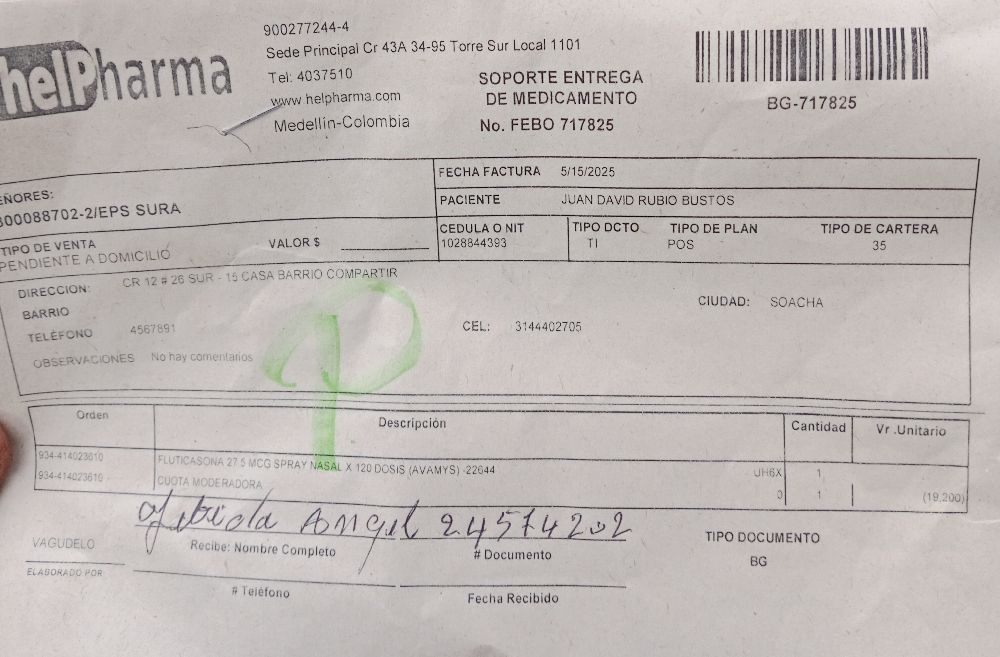 helPharma
900277244-4
Sede Principal Cr 43A 34-95 Torre Sur Local 1101
Tel: 4037510
www.helpharma.com
Medellín-Colombia
SOPORTE ENTREGA
DE MEDICAMENTO
No. FEBO 717825
BG-717825
EÑORES:
800088702-2/EPS SURA
TIPO DE VENTA VALOR $
PENDIENTE A DOMICILIO
FECHA FACTURA 5/15/2025
PACIENTE JUAN DAVID RUBIO BUSTOS
CEDULA O NIT TIPO DCTO TIPO DE PLAN TIPO DE CARTERA
1028844393 TI POS 35
DIRECCION: CR 12 # 26 SUR - 15 CASA BARRIO COMPARTIR
BARRIO
CIUDAD: SOACHA
TELÉFONO 4567891
CEL: 3144402705
OBSERVACIONES No hay comentarios
P
Orden Descripción Cantidad Vr .Unitario
934-414023610 FLUTICASONA 27.5 MCG SPRAY NASAL X 120 DOSIS (AVAMYS) -22644 UH6X 1
934-414023610 CUOTA MODERADORA 0 1 (19,200)
Angel 24574202
VAGUDELO Recibe: Nombre Completo # Documento
TIPO DOCUMENTO
BG
ELABORADO POR
# Teléfono Fecha Recibido